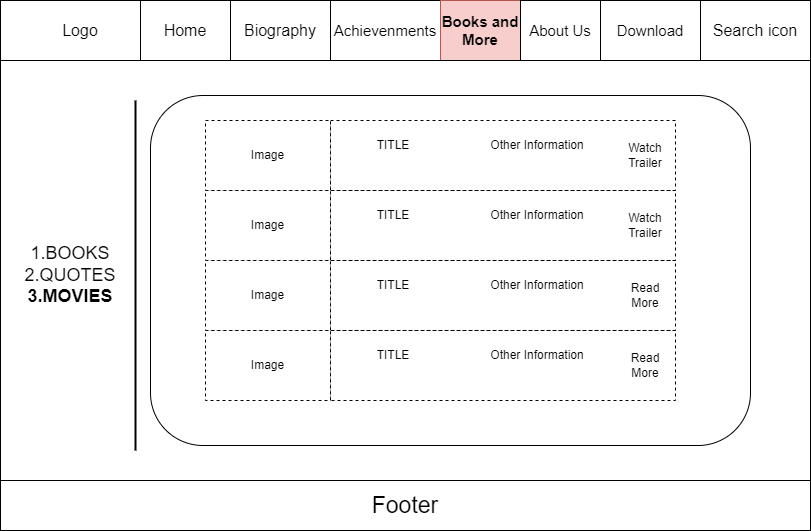 Logo
Home
Biography
Achievenments
Books and
More
About Us
Download
Search icon
1.BOOKS
2.QUOTES
3.MOVIES
Image
TITLE
Other Information
Watch
Trailer
Image
TITLE
Other Information
Watch
Trailer
Image
TITLE
Other Information
Read
More
Image
TITLE
Other Information
Read
More
Footer